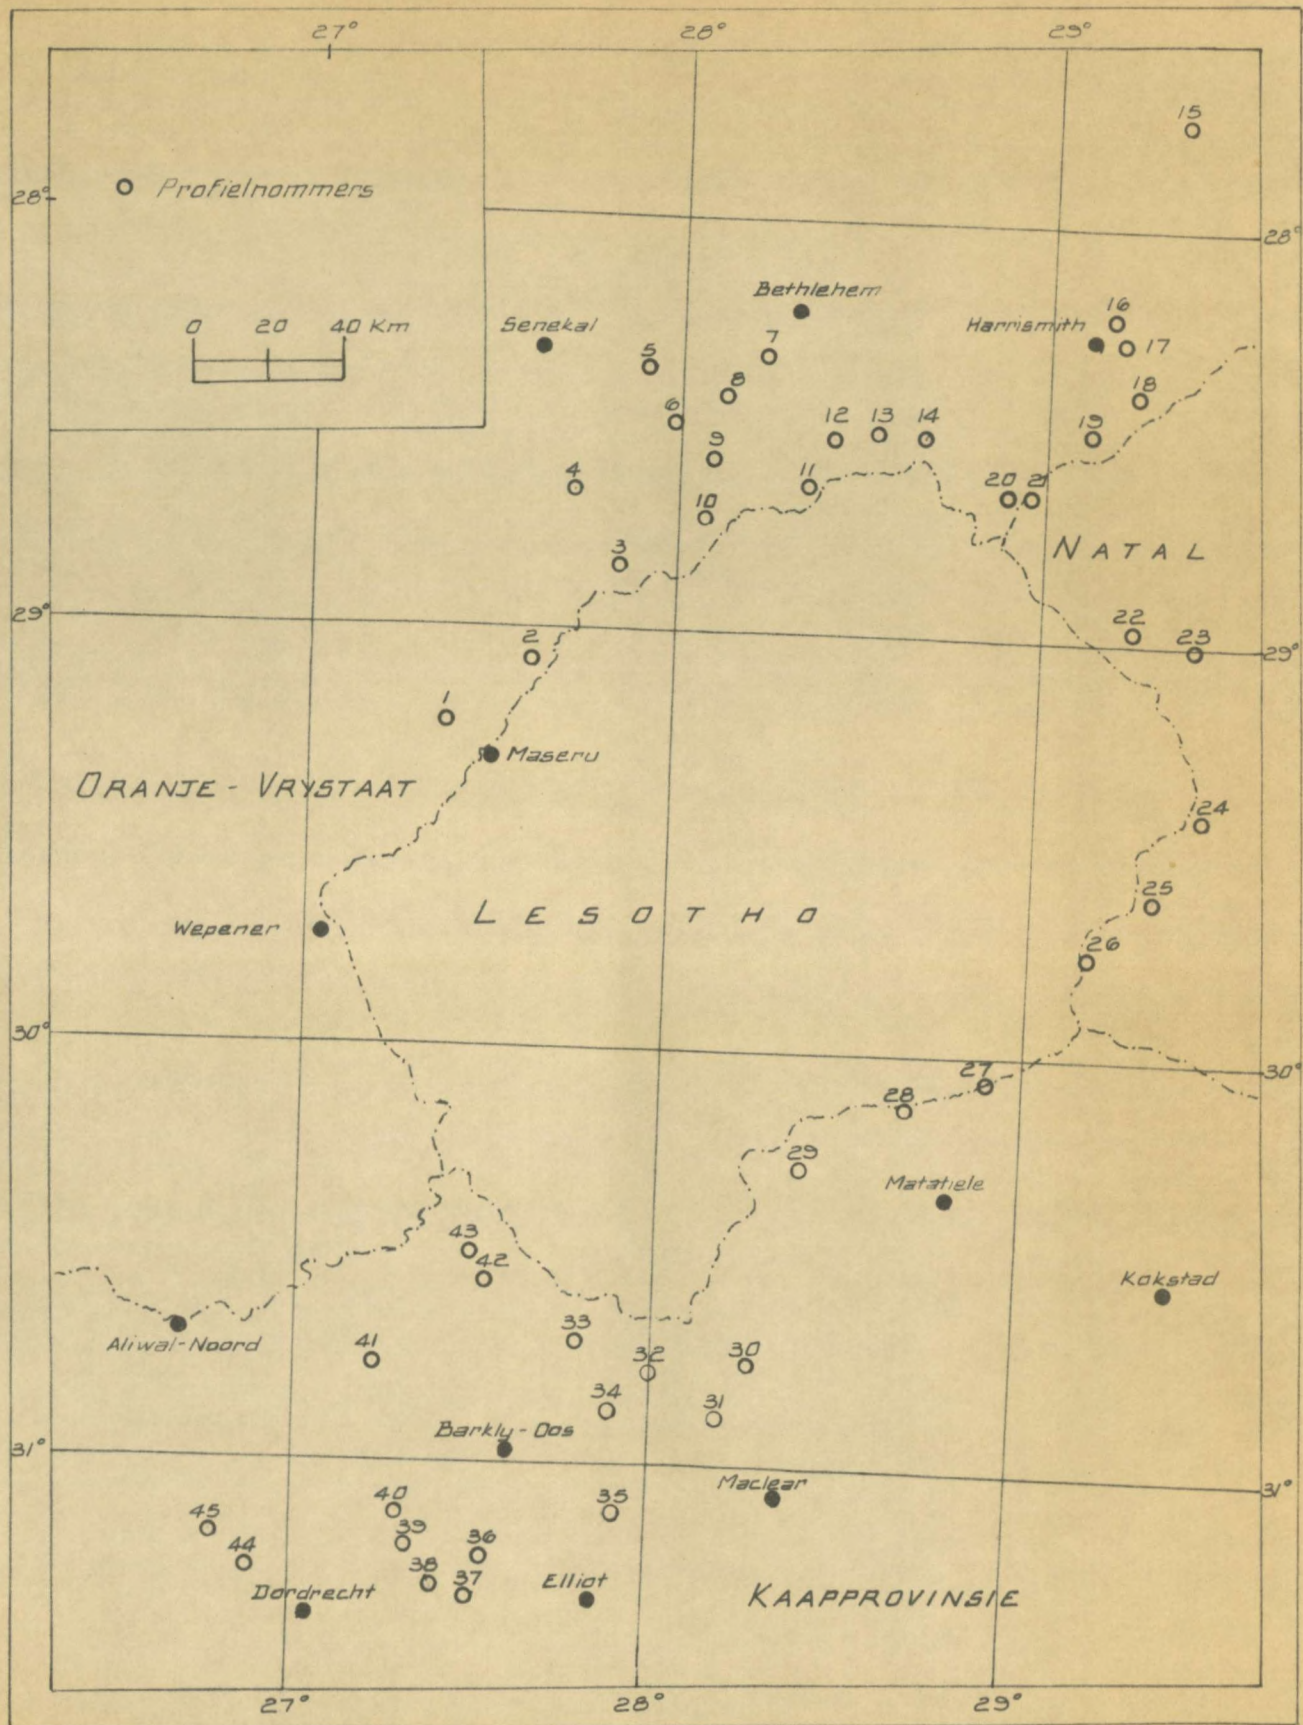 27° 28° 29°
15
28°
Profielnommers
28°
Bethlehem
16
0 20 40 Km
Senekal
Harrismith
7
17
5
8
18
6
12 13 14
19
9
4
11
20 21
10
3
NATAL
29°
2
22
23
29°
1
Maseru
ORANJE - VRYSTAAT
24
25
LESOTHO
Wepener
26
30°
27
30°
28
29
Matatiele
43
42
Kokstad
33
Aliwal-Noord
41
32
30
34
31
Barkly-Oos
31°
Maclear
31°
40
35
45
39
36
44
38
37
Elliot
Dordrecht
KAAPPROVINSIE
27° 28° 29°